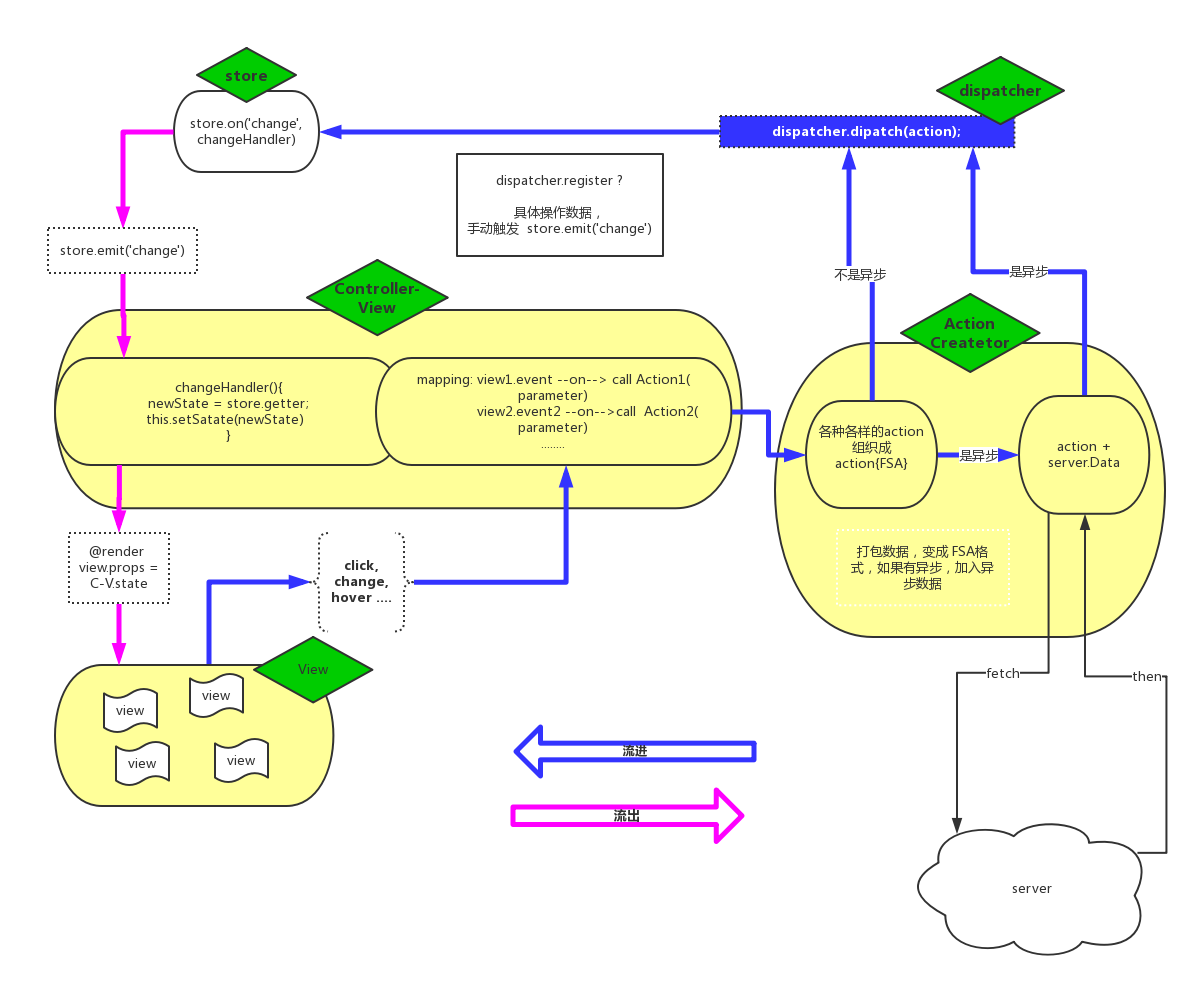 store
store.on('change',
changeHandler)
dispatcher
dispatcher.dipatch(action);
dispatcher.register ?
具体操作数据，
手动触发  store.emit('change')
store.emit('change')
Controller-
View
changeHandler(){
newState = store.getter;
this.setSatate(newState)
}
mapping: view1.event --on--> call Action1(
parameter)
view2.event2 --on-->call  Action2(
parameter)
........
不是异步
是异步
Action
Createtor
各种各样的action
组织成
action{FSA}
是异步
action +
server.Data
打包数据，变成 FSA格
式，如果有异步，加入异
步数据
@render
view.props =
C-V.state
click,
change,
hover ....
View
view
view
view
view
fetch
then
流进
流出
server